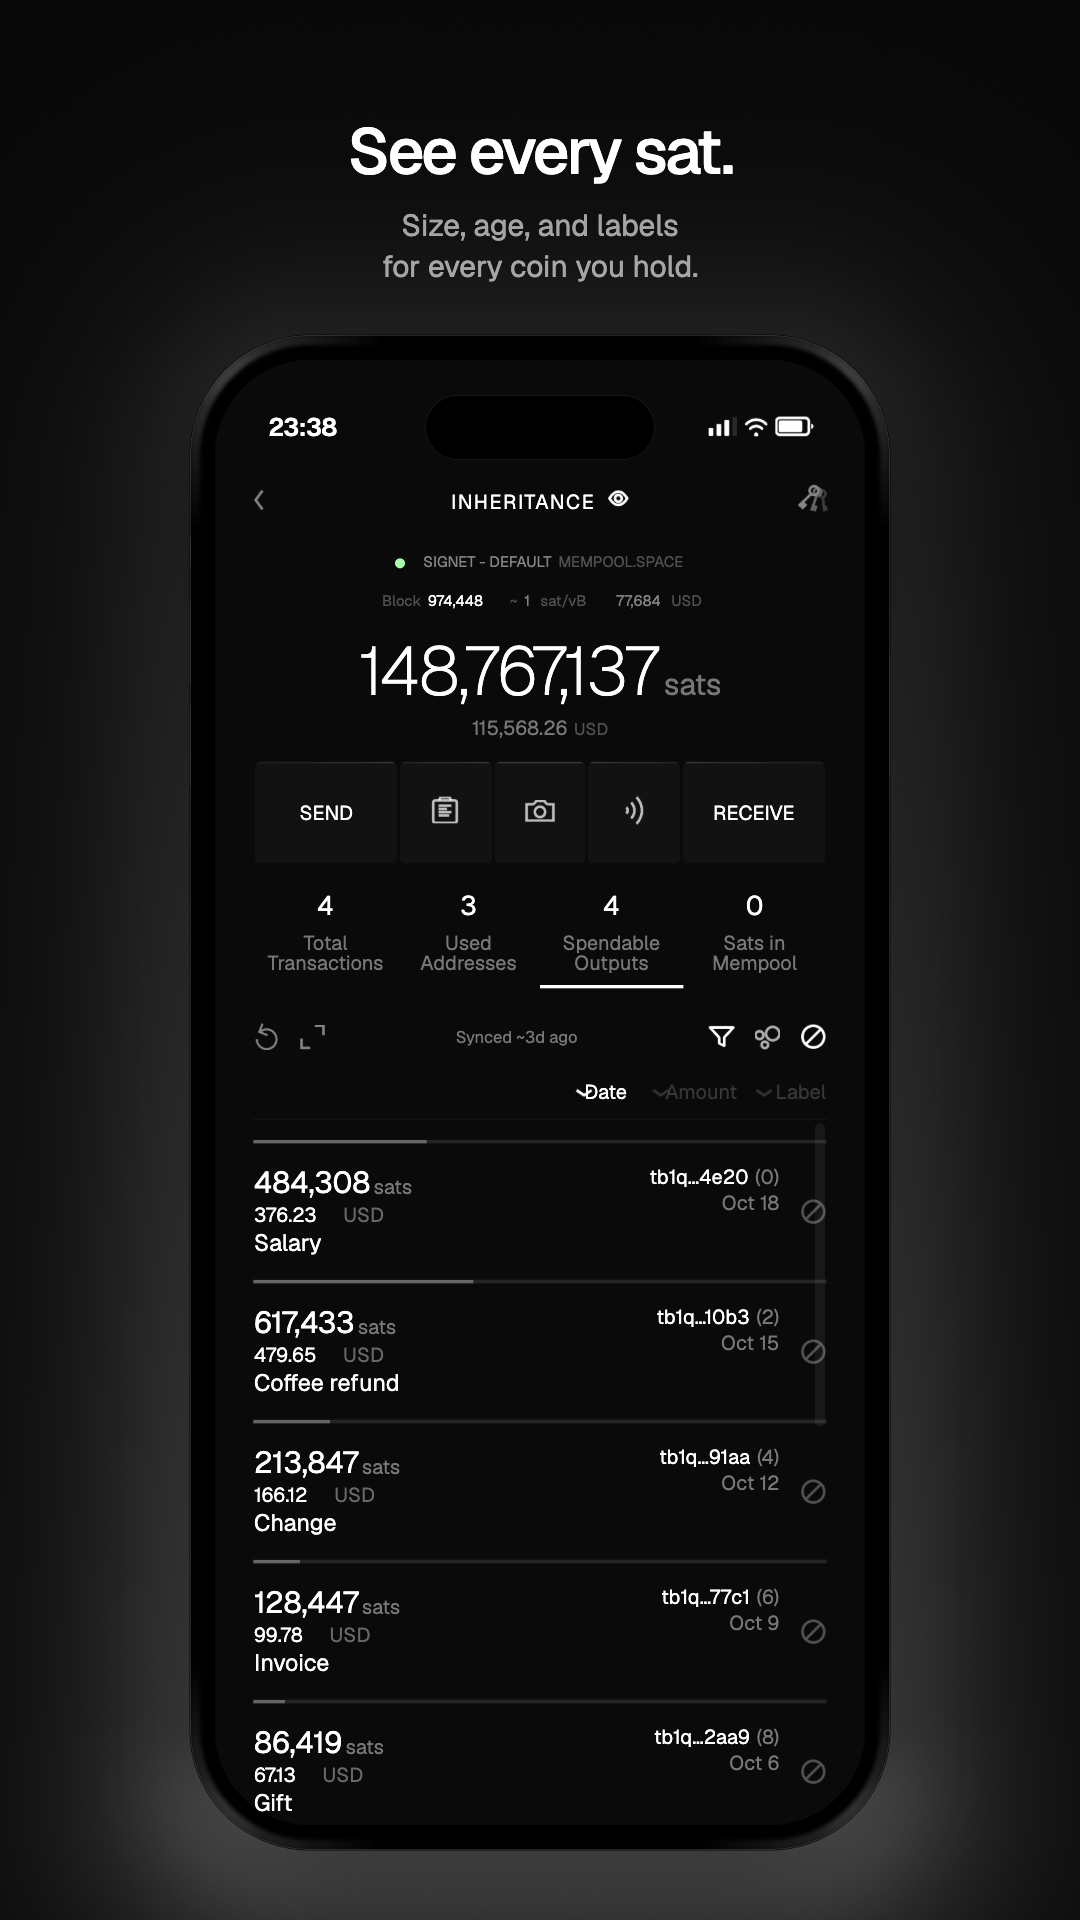 See every sat.
Size, age, and labels
for every coin you hold.
23:38
INHERITANCE
SIGNET - DEFAULT MEMPOOL.SPACE
Block 974,448 ~ 1 sat/vB 77,684 USD
148,767,137 sats
115,568.26 USD
SEND RECEIVE
4 3 4 0
Total Used Spendable Sats in
Transactions Addresses Outputs Mempool
Synced ~3d ago
Date Amount Label
484,308 sats tb1q...4e20 (0)
376.23 USD Oct 18
Salary
617,433 sats tb1q...10b3 (2)
479.65 USD Oct 15
Coffee refund
213,847 sats tb1q...91aa (4)
166.12 USD Oct 12
Change
128,447 sats tb1q...77c1 (6)
99.78 USD Oct 9
Invoice
86,419 sats tb1q...2aa9 (8)
67.13 USD Oct 6
Gift